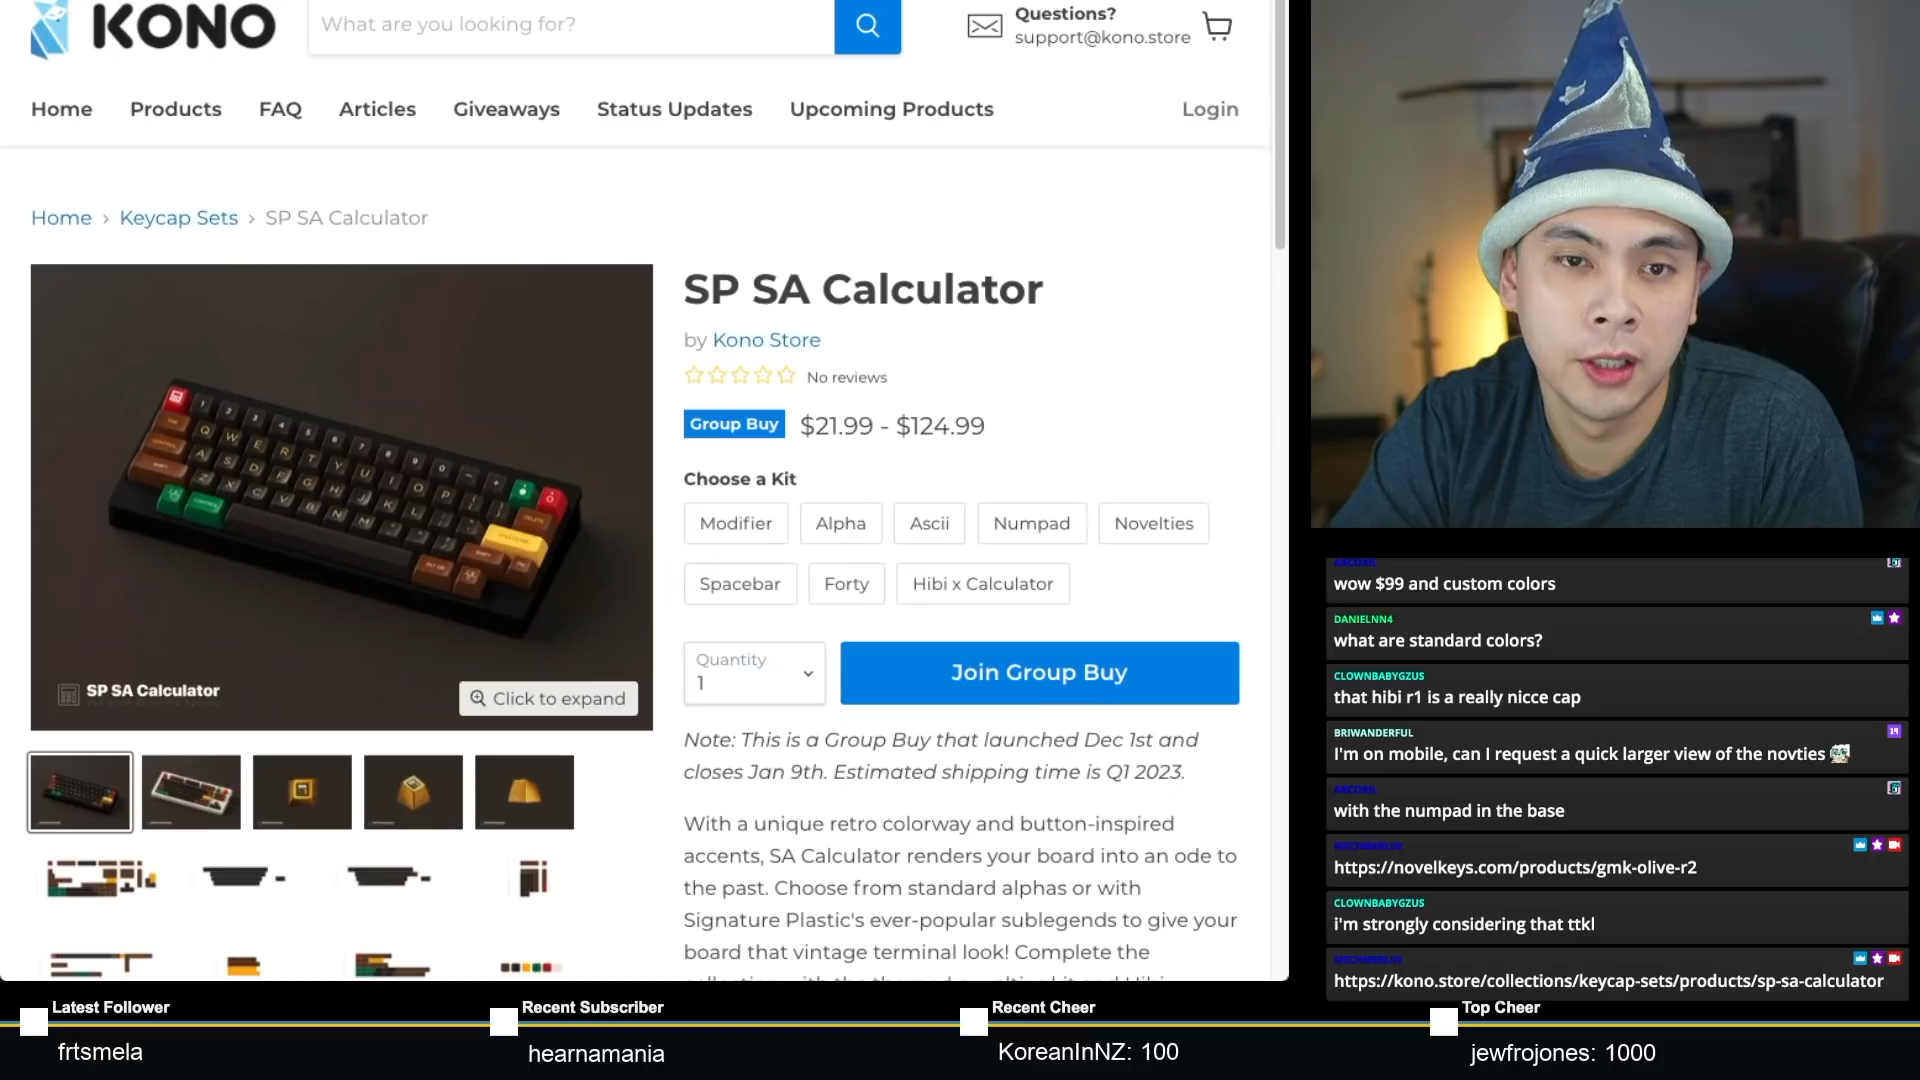 KONO
What are you looking for?
Questions?
support@kono.store
Home Products FAQ Articles Giveaways Status Updates Upcoming Products Login
Home › Keycap Sets › SP SA Calculator
SP SA Calculator
by Kono Store
No reviews
Group Buy $21.99 - $124.99
Choose a Kit
Modifier Alpha Ascii Numpad Novelties
Spacebar Forty Hibi x Calculator
Quantity
1
Join Group Buy
SP SA Calculator
Click to expand
Note: This is a Group Buy that launched Dec 1st and
closes Jan 9th. Estimated shipping time is Q1 2023.
With a unique retro colorway and button-inspired
accents, SA Calculator renders your board into an ode to
the past. Choose from standard alphas or with
Signature Plastic's ever-popular sublegends to give your
board that vintage terminal look! Complete the
wow $99 and custom colors
DANIELNN4
what are standard colors?
CLOWNBABYGZUS
that hibi r1 is a really nicce cap
BRIWANDERFUL
I'm on mobile, can I request a quick larger view of the novties
with the numpad in the base
https://novelkeys.com/products/gmk-olive-r2
CLOWNBABYGZUS
i'm strongly considering that ttkl
https://kono.store/collections/keycap-sets/products/sp-sa-calculator
Latest Follower
frtsmela
Recent Subscriber
hearnamania
Recent Cheer
KoreanInNZ: 100
Top Cheer
jewfrojones: 1000